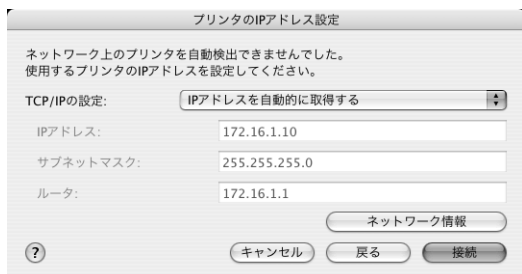 プリンタのIPアドレス設定
ネットワーク上のプリンタを自動検出できませんでした。
使用するプリンタのIPアドレスを設定してください。
TCP/IPの設定: IPアドレスを自動的に取得する
IPアドレス: 172.16.1.10
サブネットマスク: 255.255.255.0
ルータ: 172.16.1.1
ネットワーク情報
? キャンセル 戻る 接続